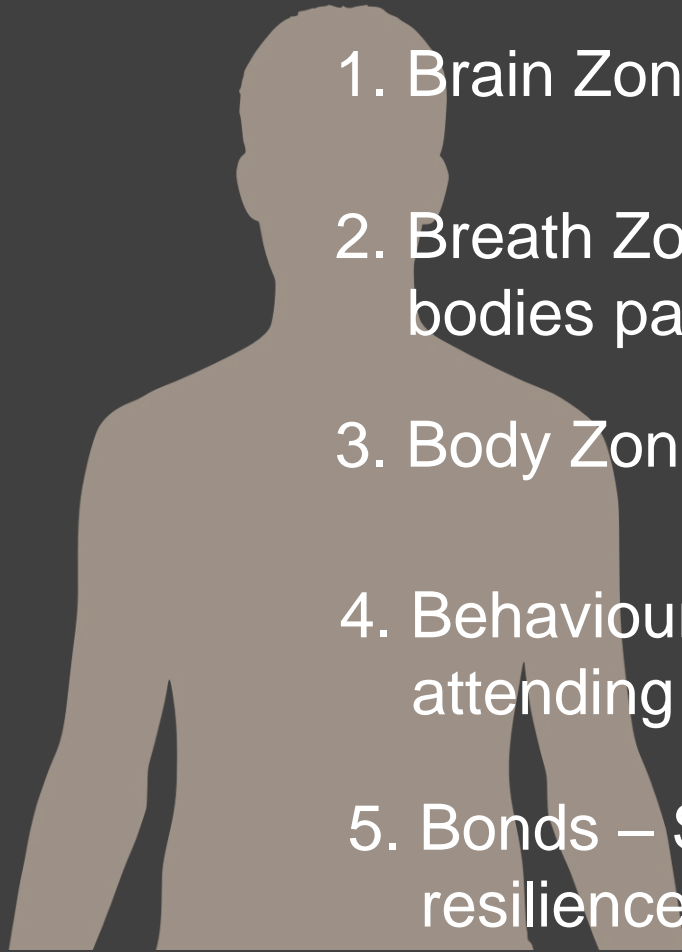 1. Brain Zon
2. Breath Zo
bodies pa
3. Body Zon
4. Behaviour
attending
5. Bonds –
resilience